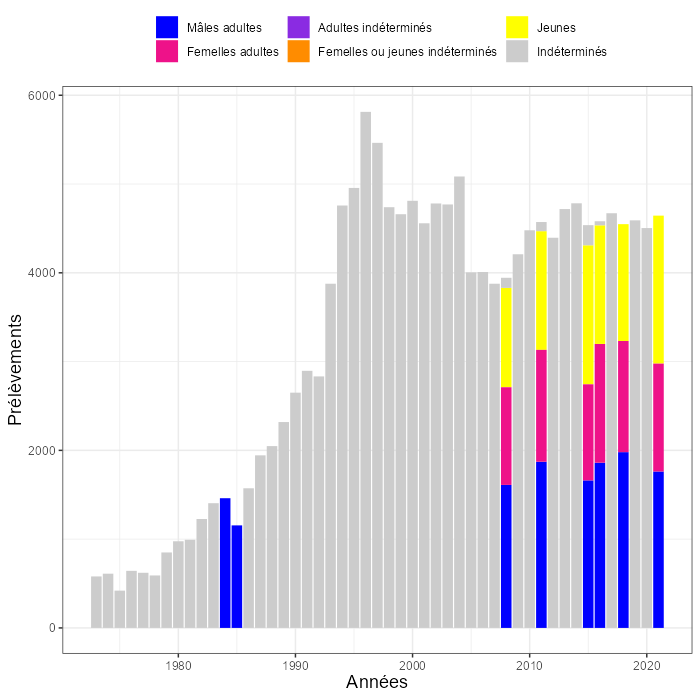 Mâles adultes Adultes indéterminés Jeunes
Femelles adultes Femelles ou jeunes indéterminés Indéterminés
6000
4000
2000
0
Prélèvements
1980 1990 2000 2010 2020
Années